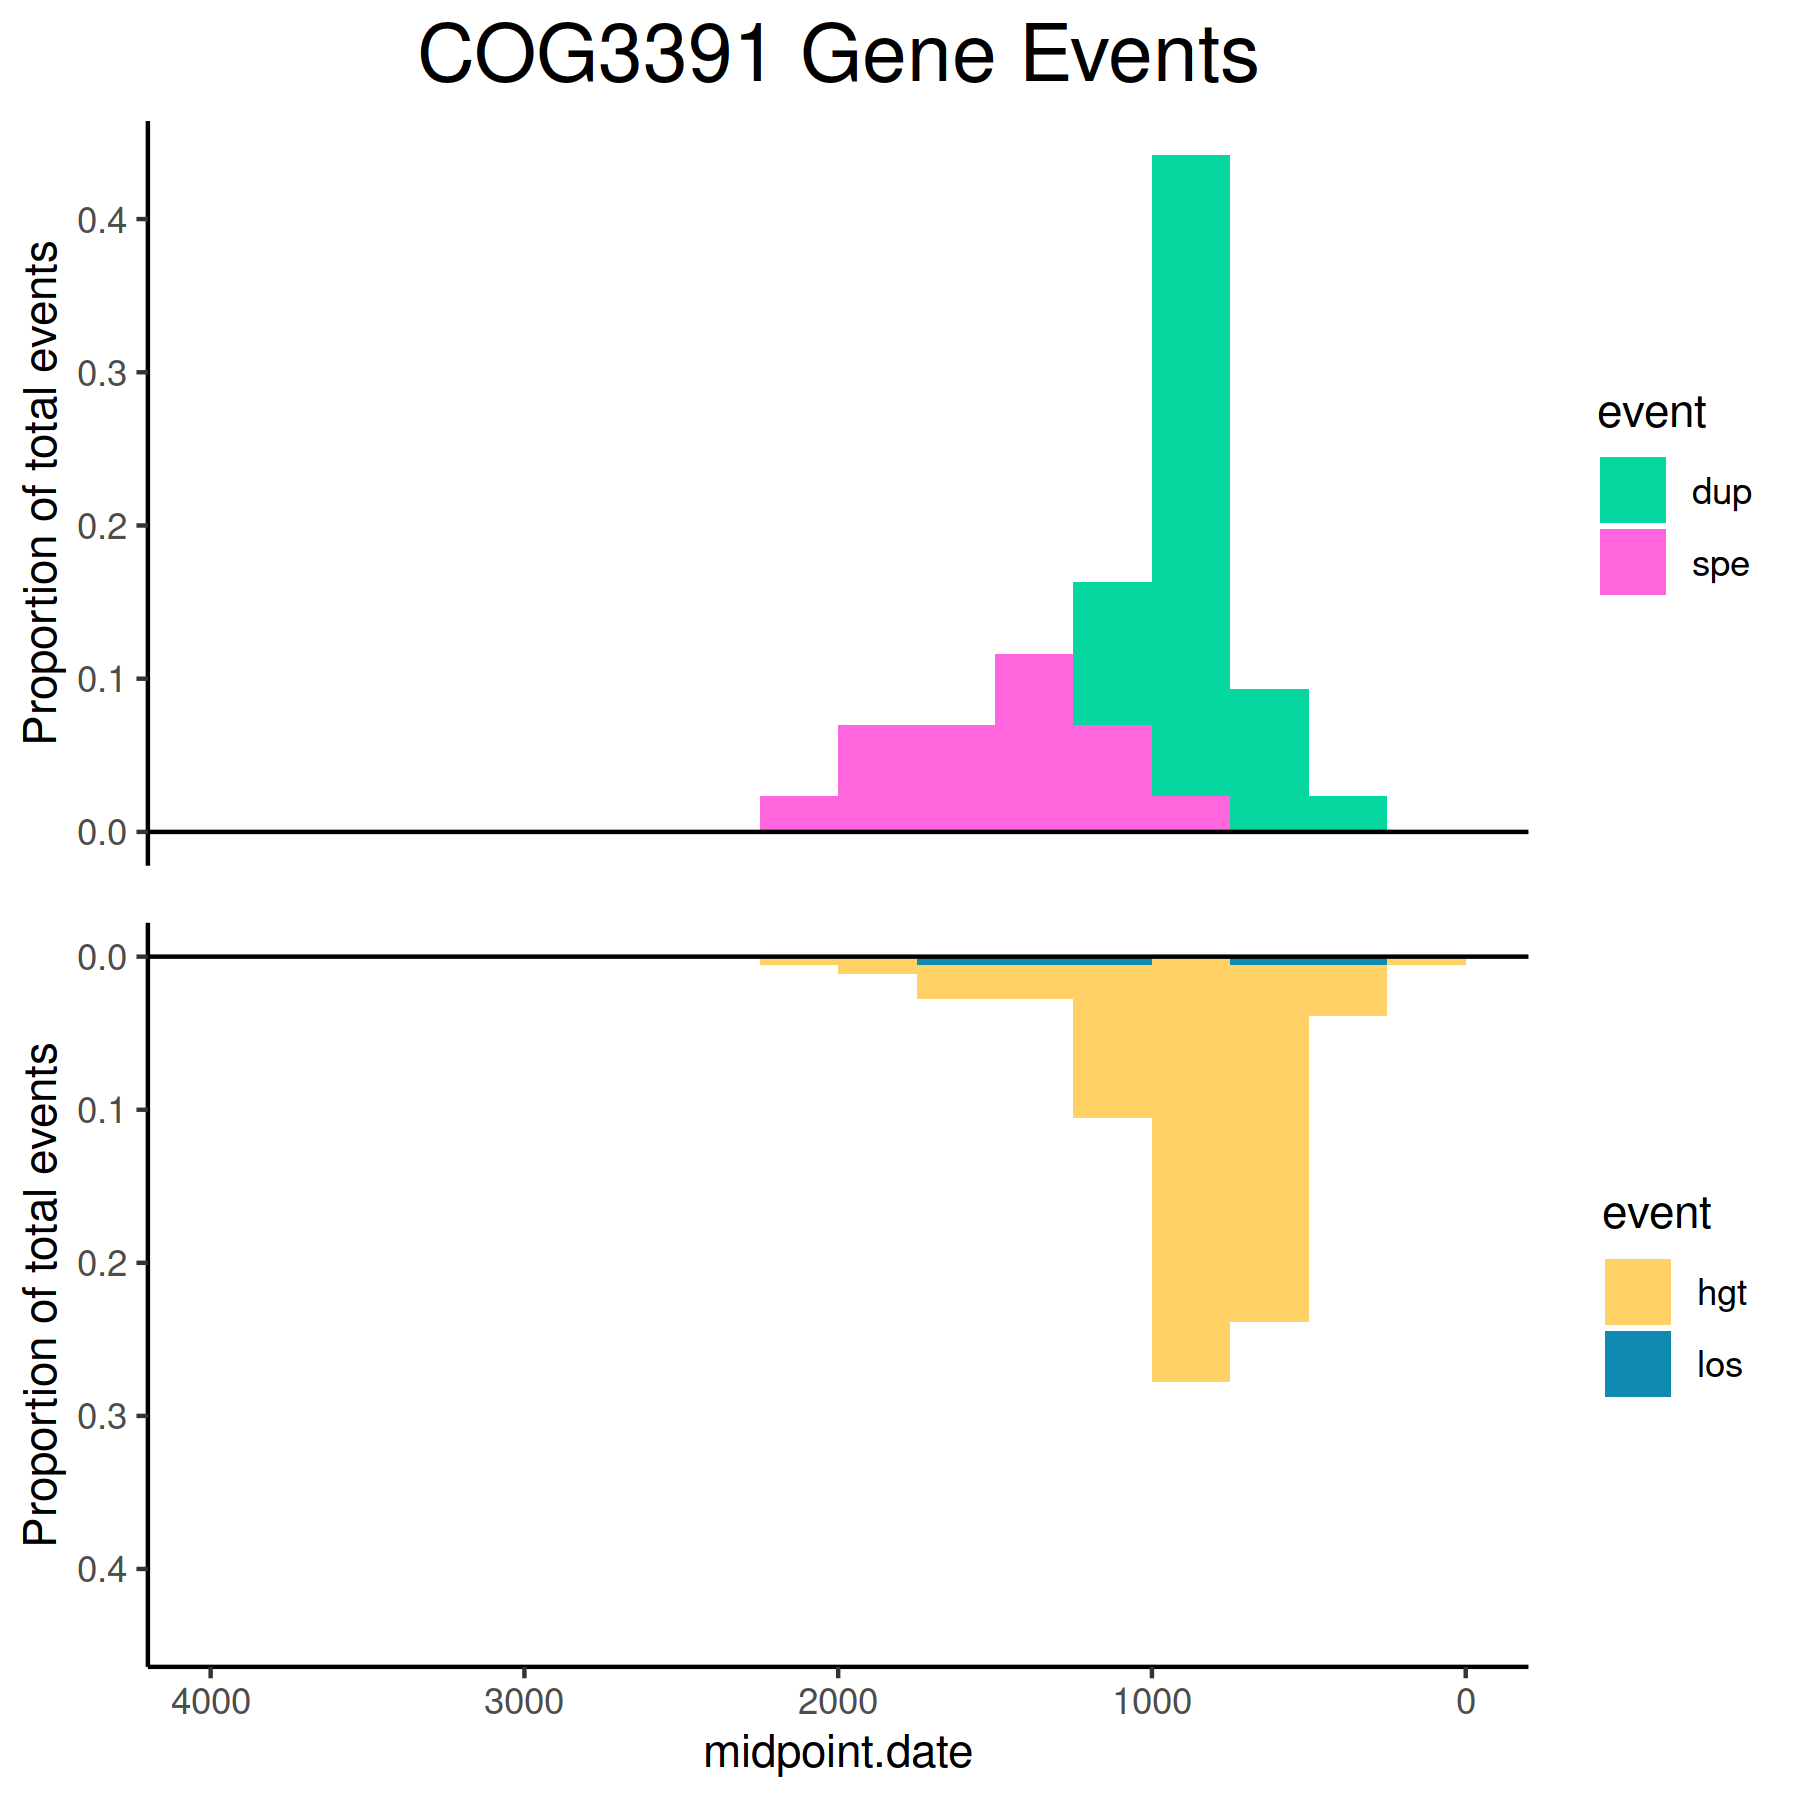 COG3391 Gene Events
Proportion of total events
0.4
0.3
0.2
0.1
0.0
event
dup
spe
Proportion of total events
0.0
0.1
0.2
0.3
0.4
event
hgt
los
4000 3000 2000 1000 0
midpoint.date